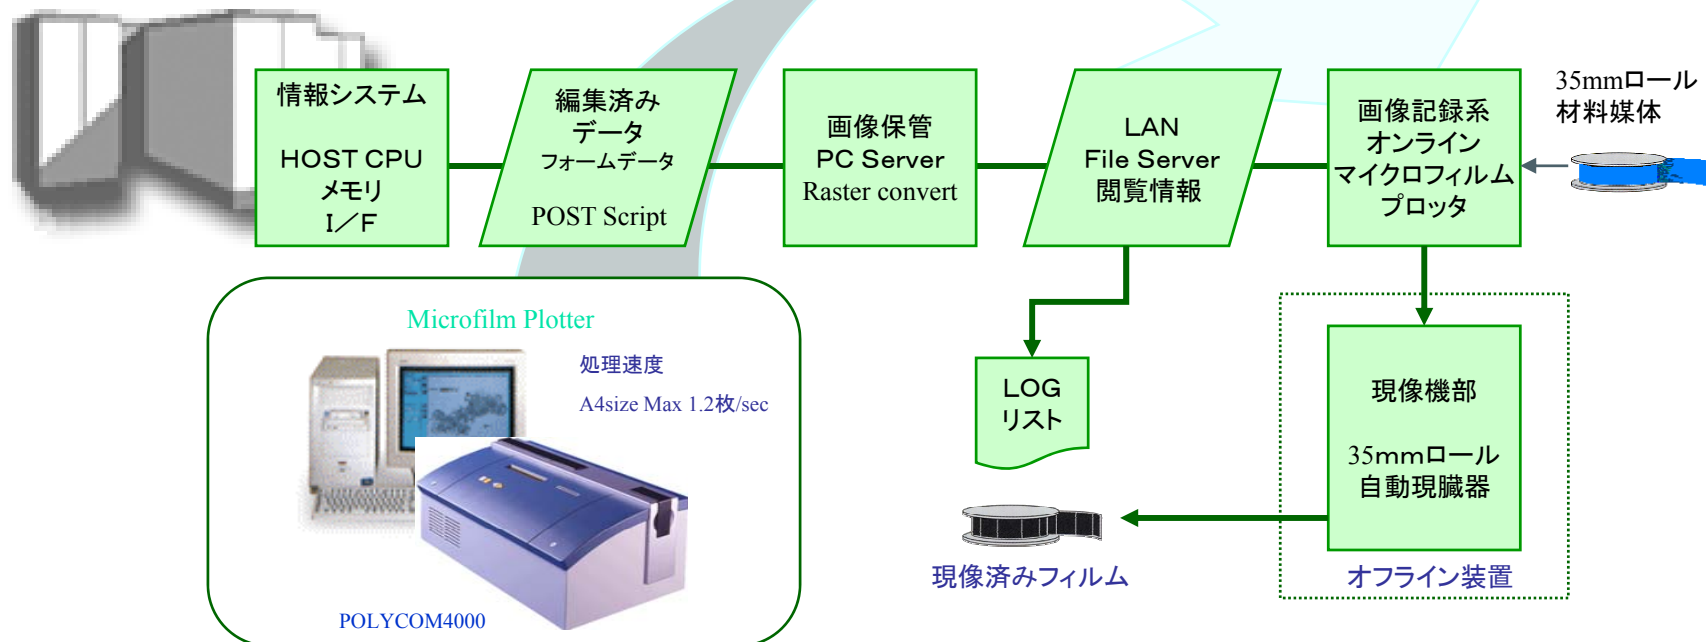 情報システム
HOST CPU
メモリ
I／F
編集済み
データ
フォームデータ
POST Script
画像保管
PC Server
Raster convert
LAN
File Server
閲覧情報
画像記録系
オンライン
マイクロフィルム
プロッタ
35mmロール
材料媒体
Microfilm Plotter
処理速度
A4size Max 1.2枚/sec
POLYCOM4000
LOG
リスト
現像機部
35mmロール
自動現臓器
現像済みフィルム
オフライン装置